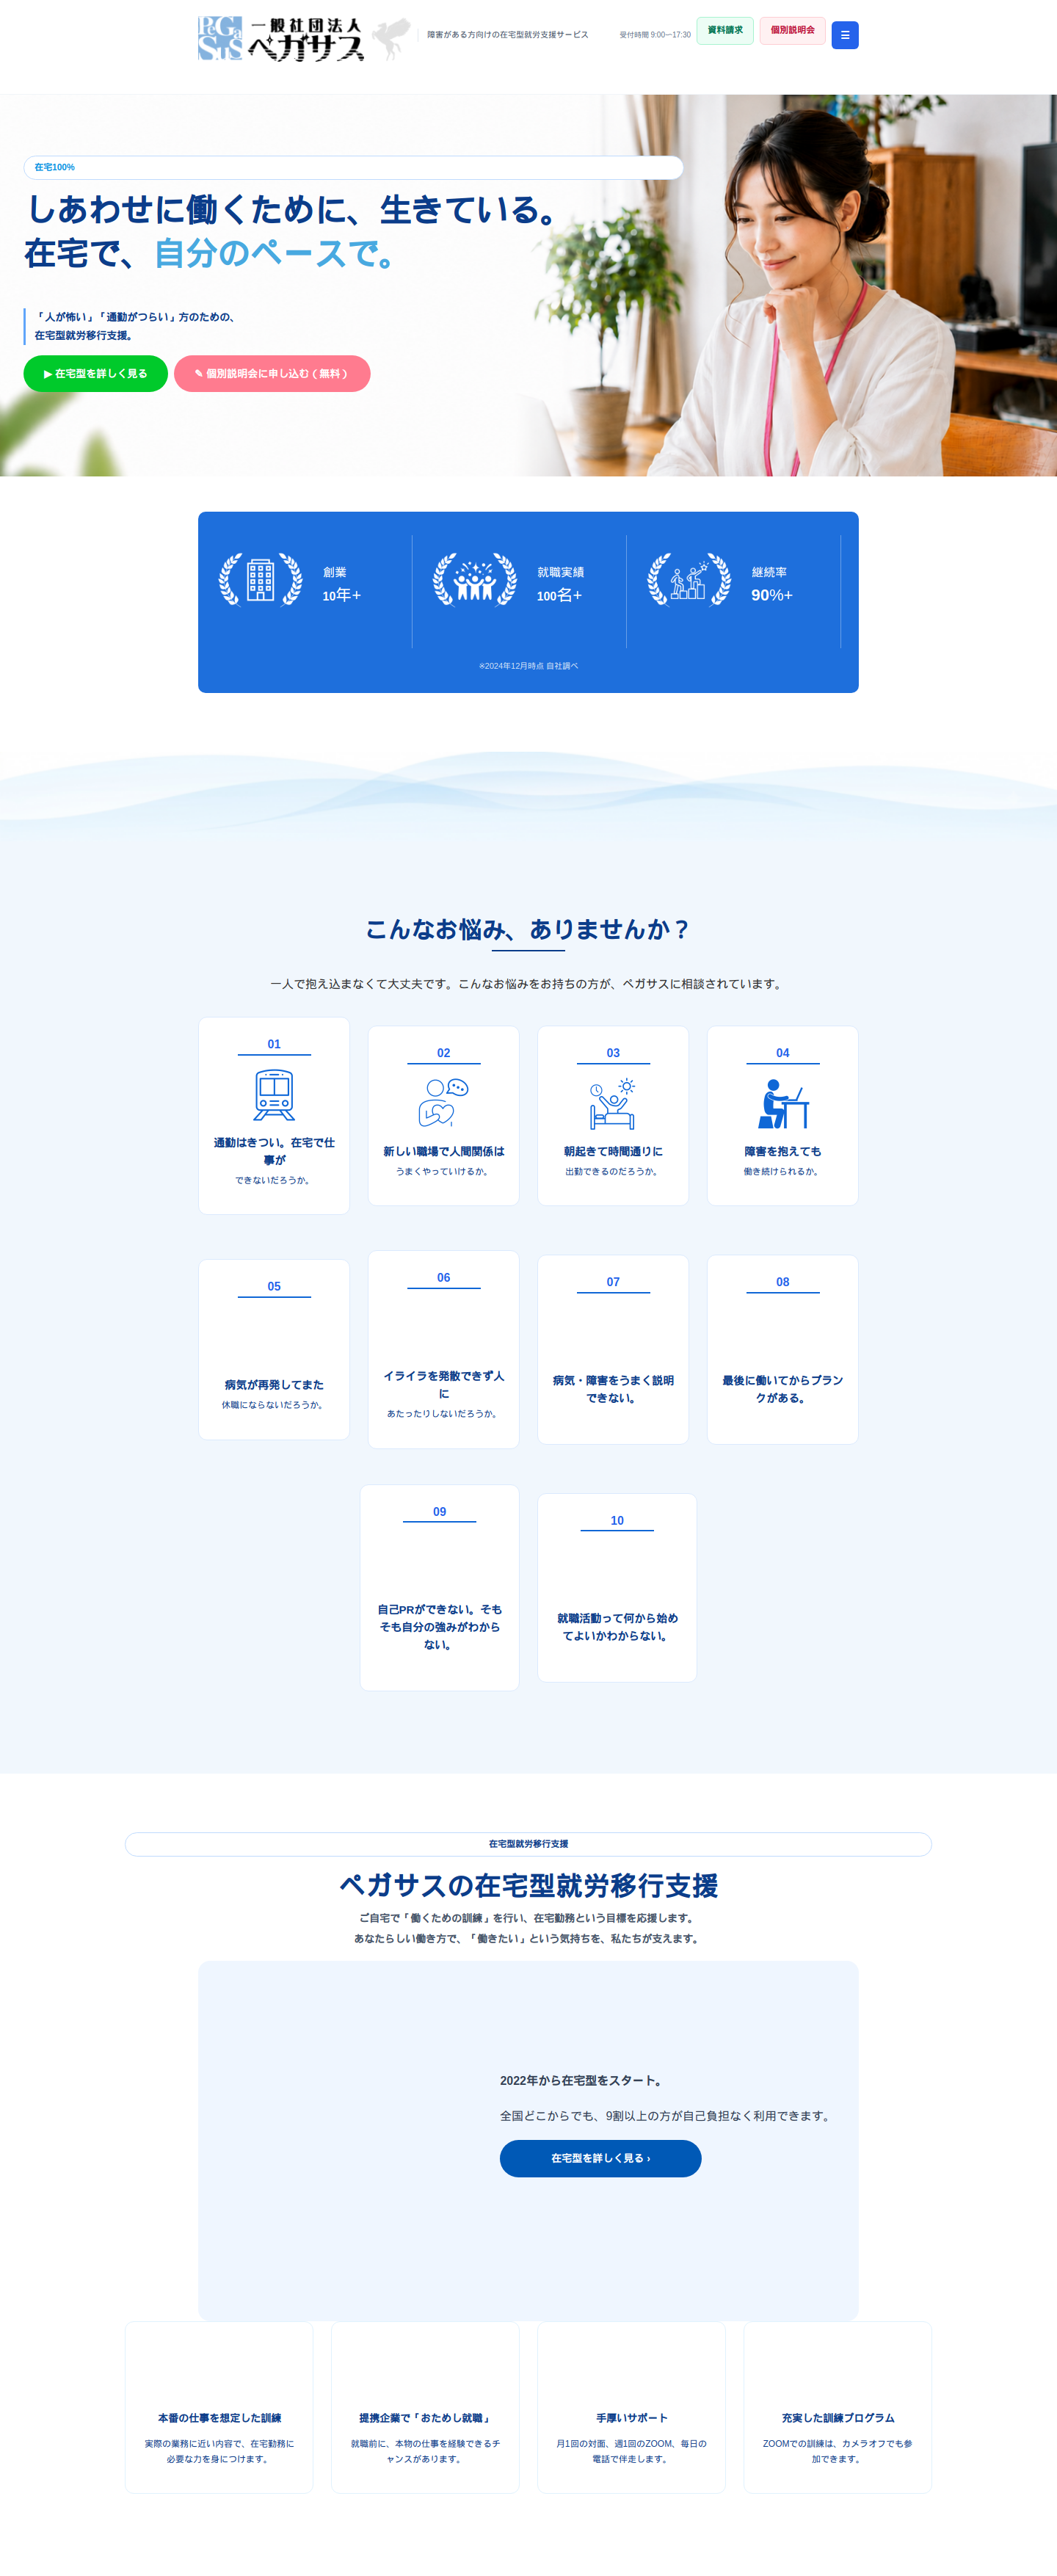 PGaSuS
一般社団法人
ペガサス
障害がある方向けの在宅型就労支援サービス
受付時間 9:00〜17:30
資料請求
個別説明会
在宅100%
しあわせに働くために、生きている。
在宅で、自分のペースで。
「人が怖い」「通勤がつらい」方のための、
在宅型就労移行支援。
▶ 在宅型を詳しく見る
✎ 個別説明会に申し込む（無料）
創業
10年+
就職実績
100名+
継続率
90%+
※2024年12月時点 自社調べ
こんなお悩み、ありませんか？
一人で抱え込まなくて大丈夫です。こんなお悩みをお持ちの方が、ペガサスに相談されています。
01
通勤はきつい。在宅で仕
事が
できないだろうか。
02
新しい職場で人間関係は
うまくやっていけるか。
03
朝起きて時間通りに
出勤できるのだろうか。
04
障害を抱えても
働き続けられるか。
05
病気が再発してまた
休職にならないだろうか。
06
イライラを発散できず人
に
あたったりしないだろうか。
07
病気・障害をうまく説明
できない。
08
最後に働いてからブラン
クがある。
09
自己PRができない。そも
そも自分の強みがわから
ない。
10
就職活動って何から始め
てよいかわからない。
在宅型就労移行支援
ペガサスの在宅型就労移行支援
ご自宅で「働くための訓練」を行い、在宅勤務という目標を応援します。
あなたらしい働き方で、「働きたい」という気持ちを、私たちが支えます。
2022年から在宅型をスタート。
全国どこからでも、9割以上の方が自己負担なく利用できます。
在宅型を詳しく見る ›
本番の仕事を想定した訓練
実際の業務に近い内容で、在宅勤務に
必要な力を身につけます。
提携企業で「おためし就職」
就職前に、本物の仕事を経験できるチ
ャンスがあります。
手厚いサポート
月1回の対面、週1回のZOOM、毎日の
電話で伴走します。
充実した訓練プログラム
ZOOMでの訓練は、カメラオフでも参
加できます。